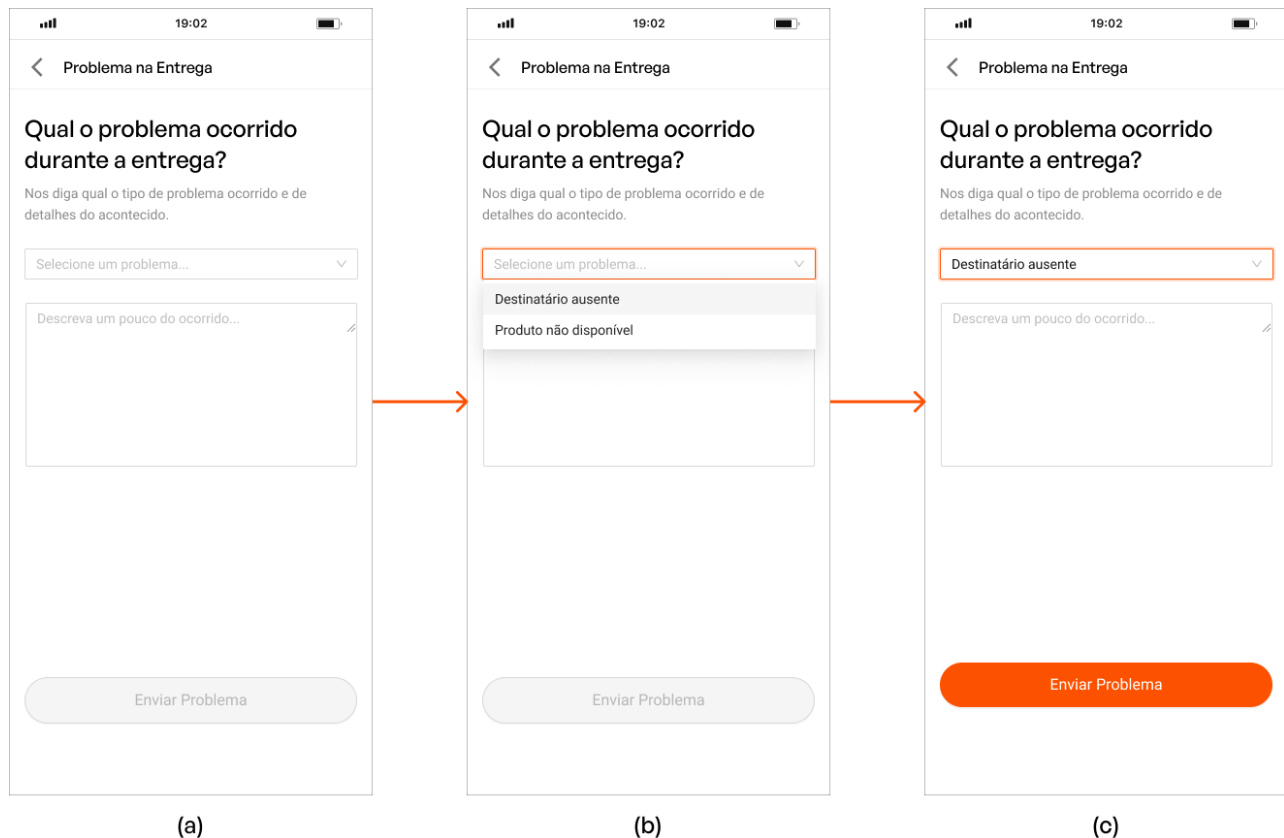 19:02
Problema na Entrega
Qual o problema ocorrido
durante a entrega?
Nos diga qual o tipo de problema ocorrido e de
detalhes do acontecido.
Selecione um problema...
Descreva um pouco do ocorrido...
Enviar Problema
(a)
19:02
Problema na Entrega
Qual o problema ocorrido
durante a entrega?
Nos diga qual o tipo de problema ocorrido e de
detalhes do acontecido.
Selecione um problema...
Destinatário ausente
Produto não disponível
Enviar Problema
(b)
19:02
Problema na Entrega
Qual o problema ocorrido
durante a entrega?
Nos diga qual o tipo de problema ocorrido e de
detalhes do acontecido.
Destinatário ausente
Descreva um pouco do ocorrido...
Enviar Problema
(c)